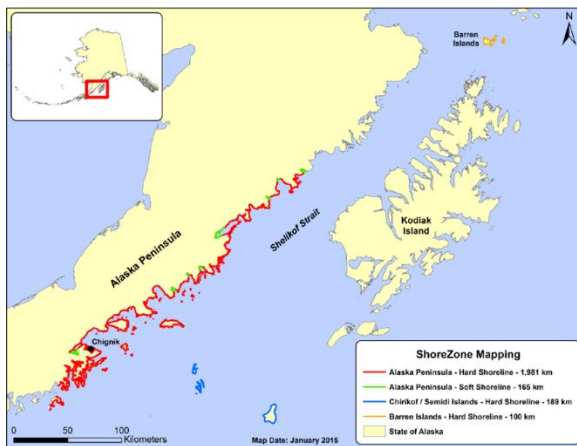 Barren
Islands
N
Alaska Peninsula
Shelikof Strait
Kodiak
Island
Chignik
ShoreZone Mapping
Alaska Peninsula - Hard Shoreline - 1,981 km
Alaska Peninsula - Soft Shoreline - 165 km
Chirikof / Semidi Islands - Hard Shoreline - 189 km
Barren Islands - Hard Shoreline - 100 km
State of Alaska
0 50 100
Kilometers
Map Date: January 2015